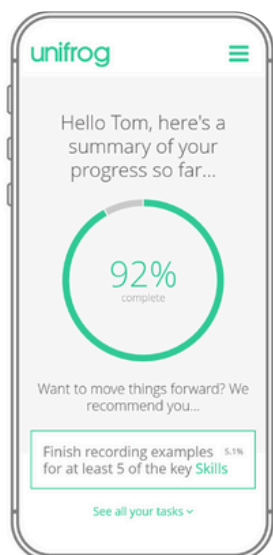 unifrog
Hello Tom, here's a
summary of your
progress so far...
92%
complete
Want to move things forward? We
recommend you...
Finish recording examples 5.1%
for at least 5 of the key Skills
See all your tasks